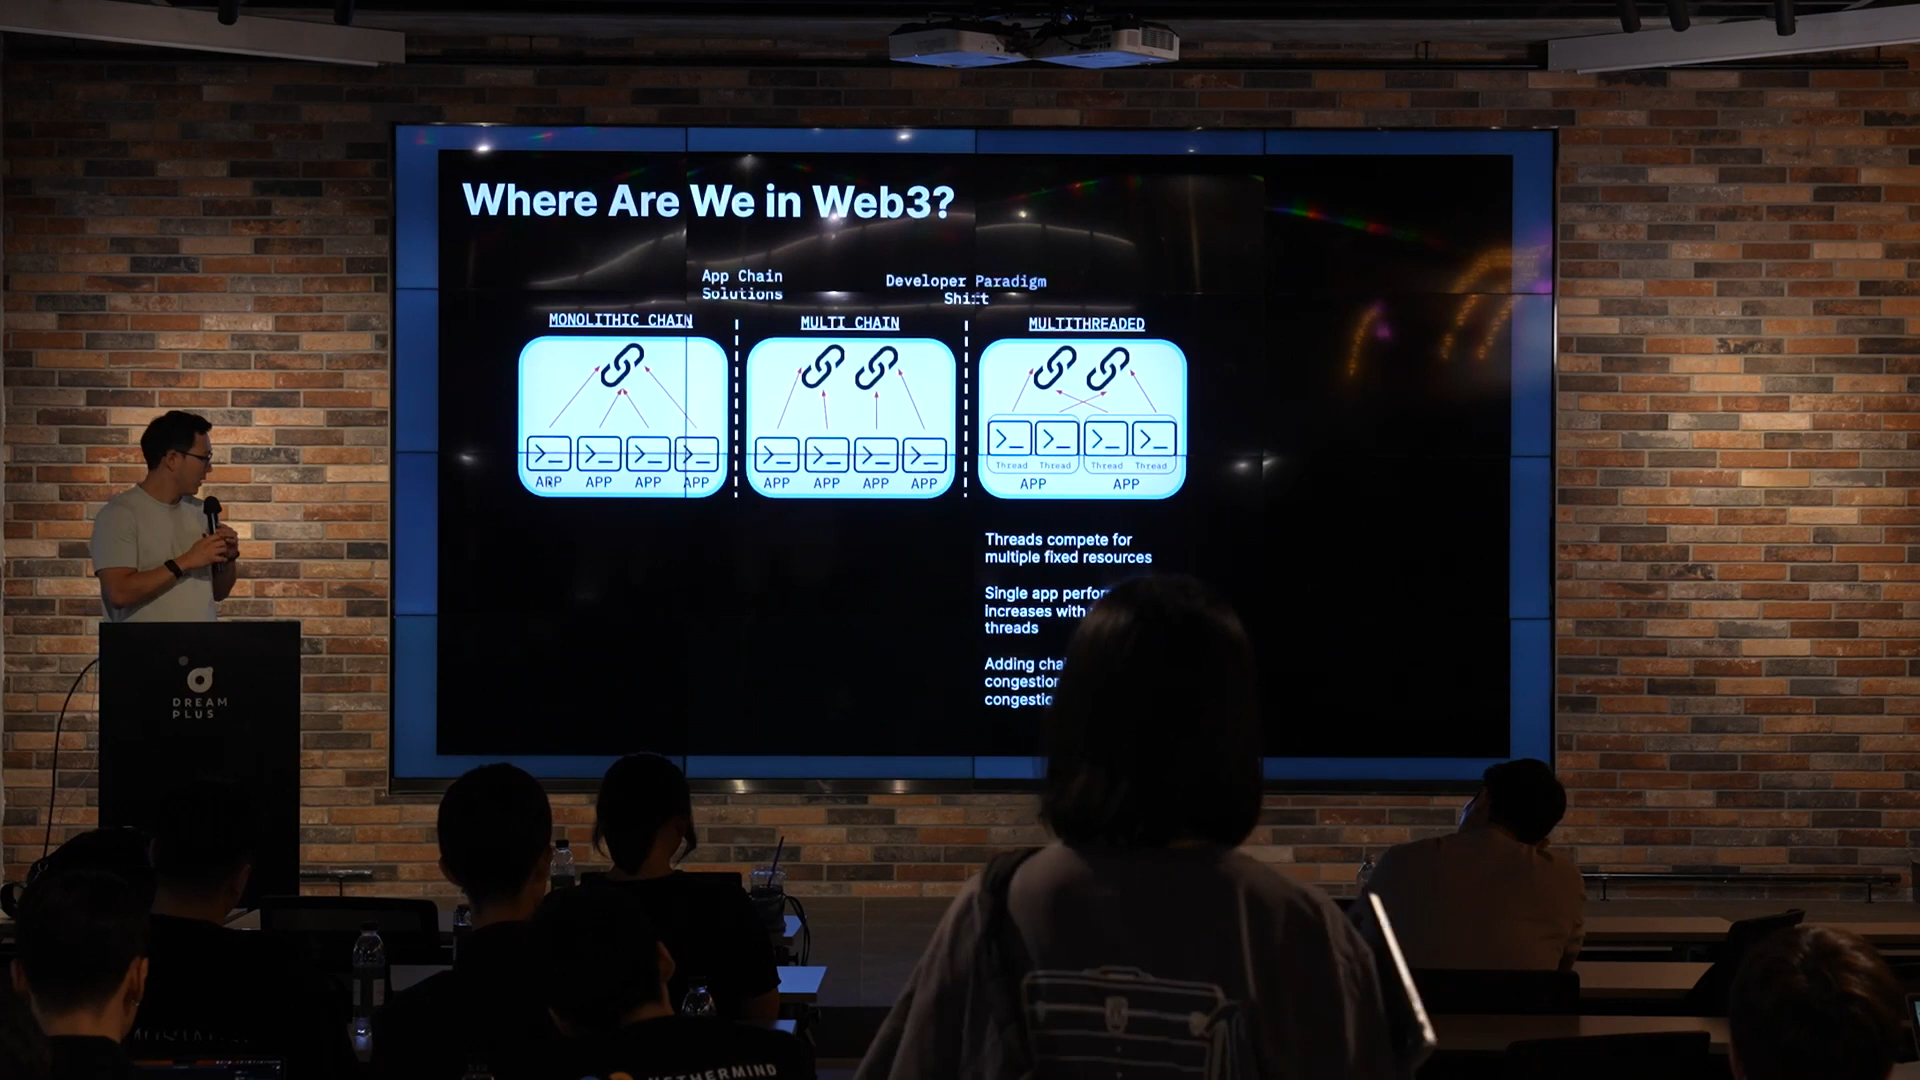 Where Are We in Web3?
App Chain
Solutions
Developer Paradigm
Shift
MONOLITHIC CHAIN
MULTI CHAIN
MULTITHREADED
APP APP APP APP
APP APP APP APP
Thread Thread Thread Thread
APP APP
Threads compete for
multiple fixed resources
Single app
increases with
threads
Adding
DREAM
PLUS